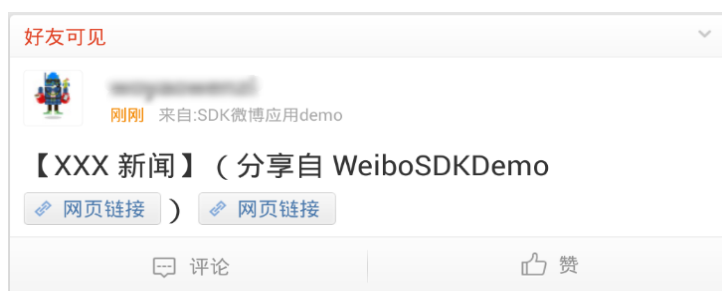 好友可见
刚刚 来自:SDK微博应用demo
【XXX 新闻】（分享自 WeiboSDKDemo
网页链接 ） 网页链接
评论 赞